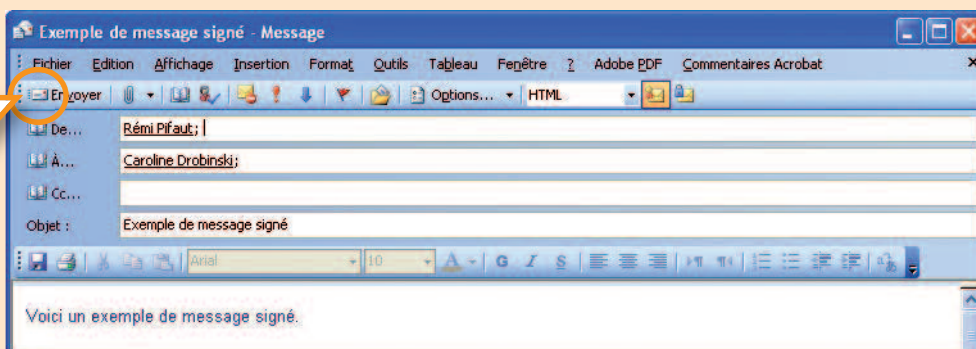 Exemple de message signé - Message
Fichier Edition Affichage Insertion Format Outils Tableau Fenêtre ? Adobe PDF Commentaires Acrobat
Envoyer Options... HTML
De... Rémi Pifaut;
À... Caroline Drobinski;
Cc...
Objet : Exemple de message signé
Arial 10 A G I S
Voici un exemple de message signé.